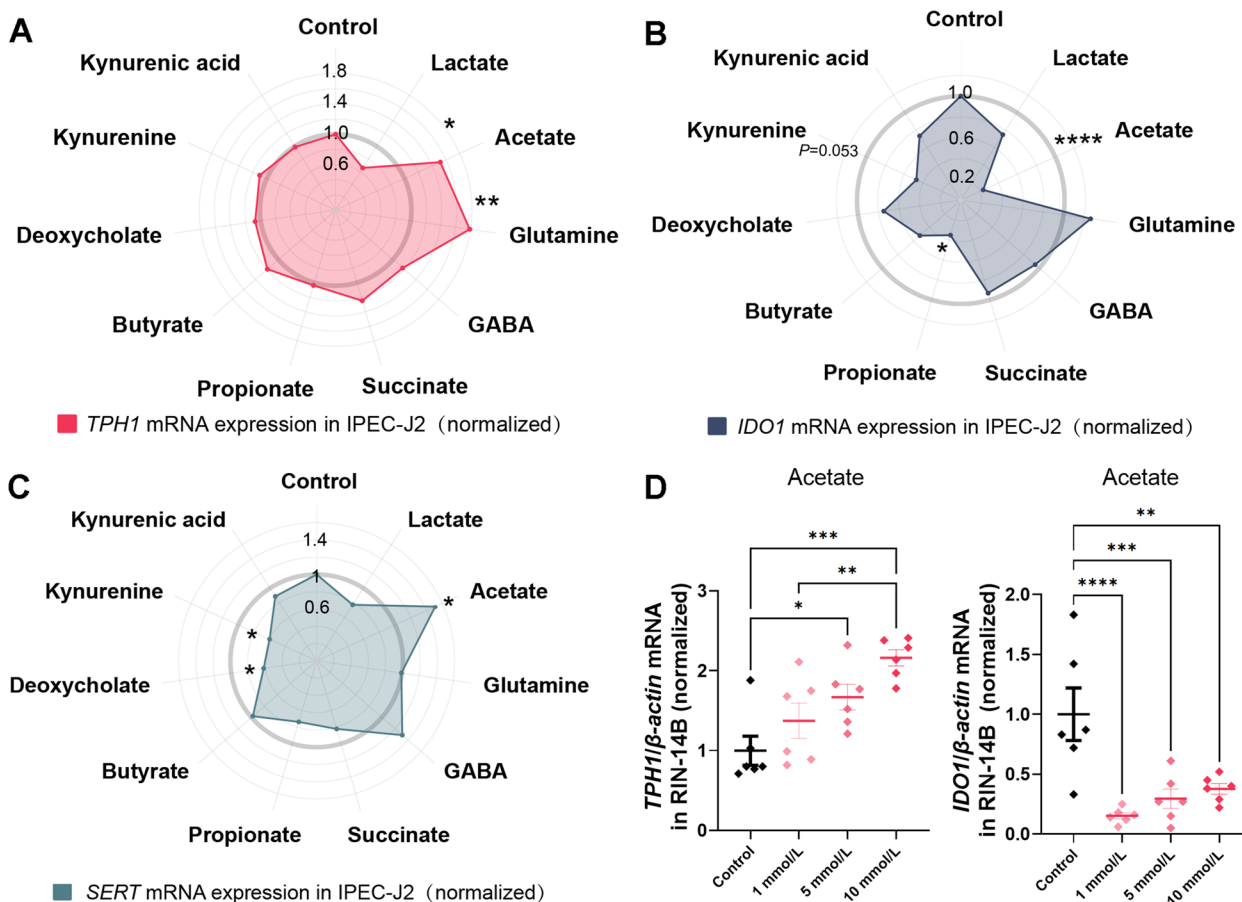 A
Control
Kynurenic acid
Lactate
1.8
1.4
1.0
0.6
*
Kynurenine
Acetate
**
Deoxycholate
Glutamine
Butyrate
GABA
Propionate
Succinate
TPH1 mRNA expression in IPEC-J2（normalized）
B
Control
Kynurenic acid
Lactate
1.0
0.6
0.2
Kynurenine
P=0.053
****
Acetate
Deoxycholate
Glutamine
*
Butyrate
GABA
Propionate
Succinate
IDO1 mRNA expression in IPEC-J2（normalized）
C
Control
Kynurenic acid
Lactate
1.4
1
0.6
Kynurenine
Acetate
*
*
*
Deoxycholate
Glutamine
Butyrate
GABA
Propionate
Succinate
SERT mRNA expression in IPEC-J2（normalized）
D
Acetate
***
**
*
TPH1/β-actin mRNA
in RIN-14B (normalized)
3
2
1
0
Control
1 mmol/L
5 mmol/L
10 mmol/L
Acetate
**
***
****
IDO1/β-actin mRNA
in RIN-14B (normalized)
2.0
1.5
1.0
0.5
0.0
Control
1 mmol/L
5 mmol/L
10 mmol/L